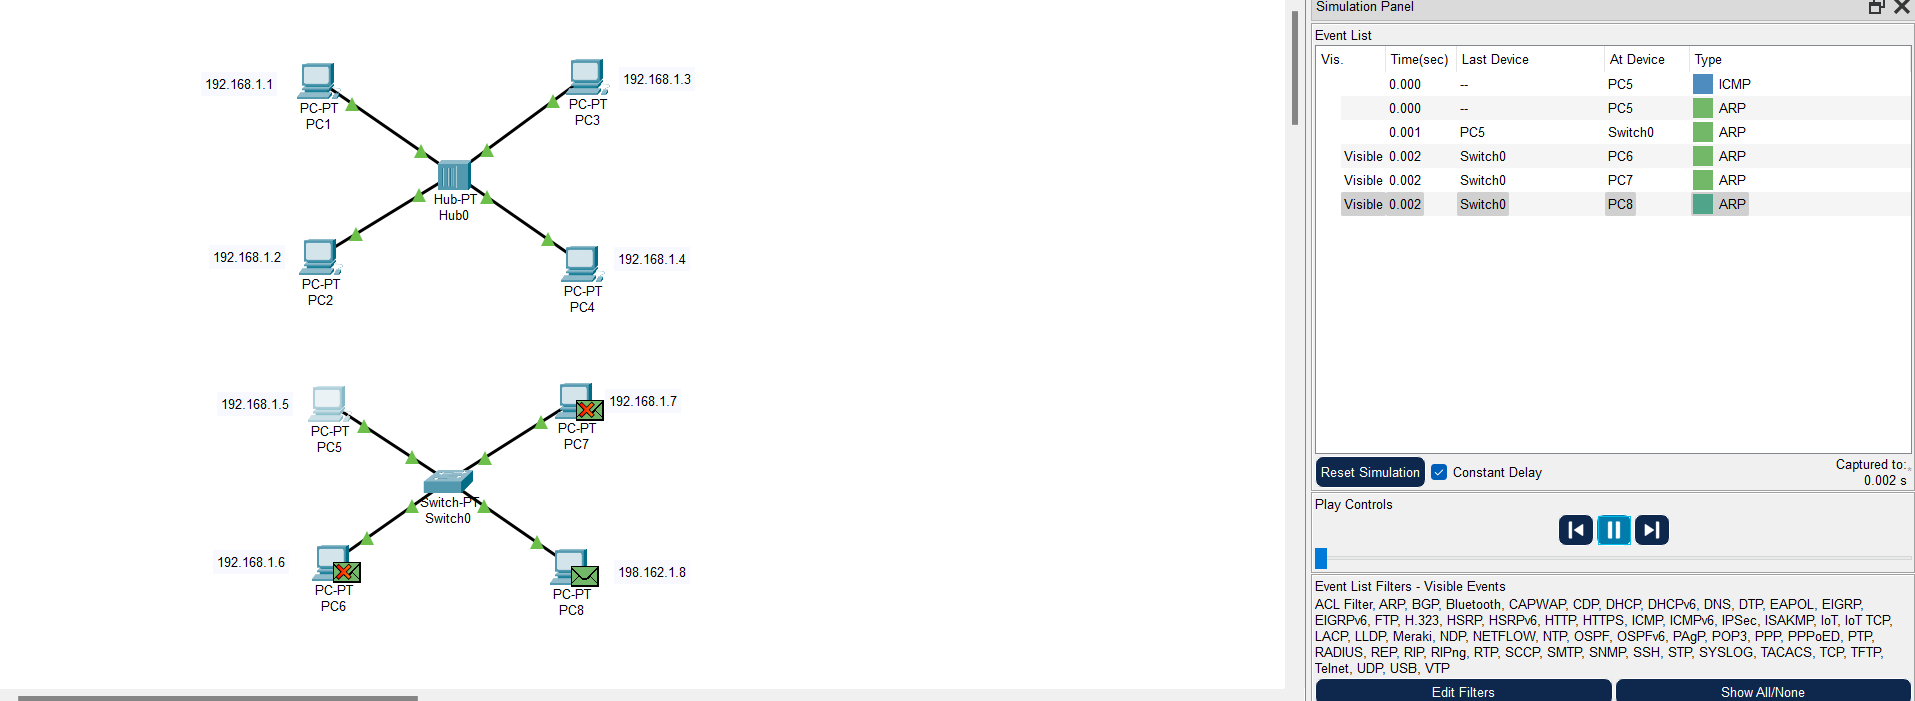 192.168.1.1
PC-PT
PC1
192.168.1.3
PC-PT
PC3
Hub-PT
Hub0
192.168.1.2
PC-PT
PC2
192.168.1.4
PC-PT
PC4
192.168.1.5
PC-PT
PC5
192.168.1.7
PC-PT
PC7
Switch-PT
Switch0
192.168.1.6
PC-PT
PC6
198.162.1.8
PC-PT
PC8
Simulation Panel
Event List
Vis. Time(sec) Last Device At Device Type
0.000 -- PC5 ICMP
0.000 -- PC5 ARP
0.001 PC5 Switch0 ARP
Visible 0.002 Switch0 PC6 ARP
Visible 0.002 Switch0 PC7 ARP
Visible 0.002 Switch0 PC8 ARP
Reset Simulation Constant Delay
Captured to:
0.002 s
Play Controls
Event List Filters - Visible Events
ACL Filter, ARP, BGP, Bluetooth, CAPWAP, CDP, DHCP, DHCPv6, DNS, DTP, EAPOL, EIGRP,
EIGRPv6, FTP, H.323, HSRP, HSRPv6, HTTP, HTTPS, ICMP, ICMPv6, IPSec, ISAKMP, IoT, IoT TCP,
LACP, LLDP, Meraki, NDP, NETFLOW, NTP, OSPF, OSPFv6, PAgP, POP3, PPP, PPPoED, PTP,
RADIUS, REP, RIP, RIPng, RTP, SCCP, SMTP, SNMP, SSH, STP, SYSLOG, TACACS, TCP, TFTP,
Telnet, UDP, USB, VTP
Edit Filters Show All/None